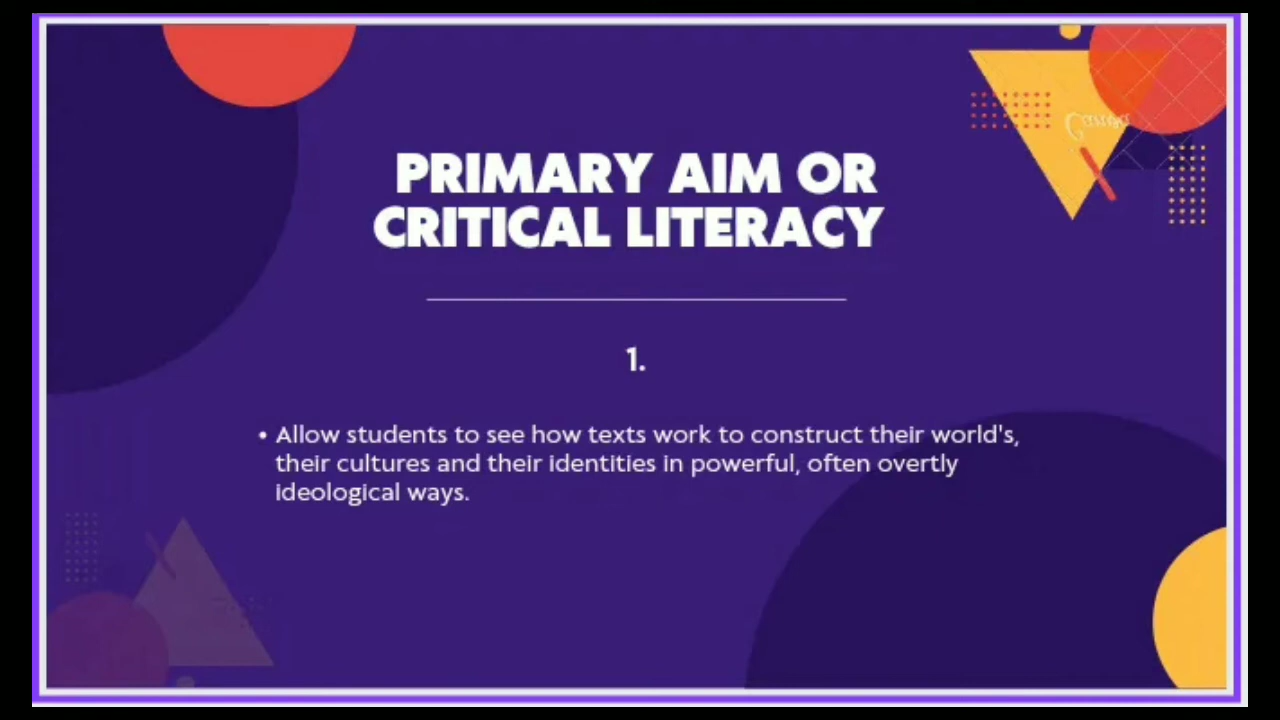 PRIMARY AIM OR
CRITICAL LITERACY
1.
• Allow students to see how texts work to construct their world's,
their cultures and their identities in powerful, often overtly
ideological ways.